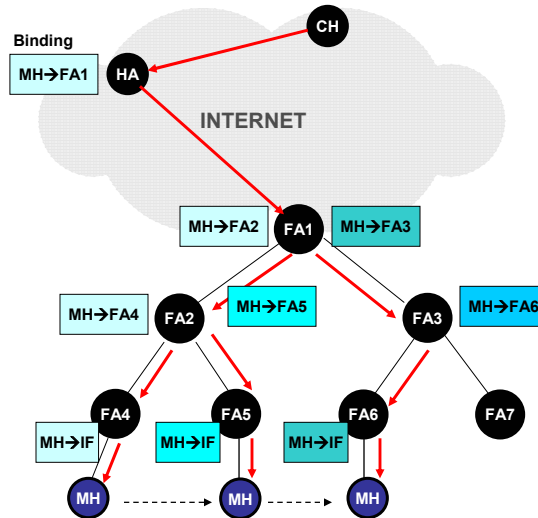 CH
Binding
MH→FA1
HA
INTERNET
MH→FA2
FA1
MH→FA3
MH→FA4
FA2
MH→FA5
FA3
MH→FA6
FA4
FA5
FA6
FA7
MH→IF
MH→IF
MH→IF
MH
MH
MH